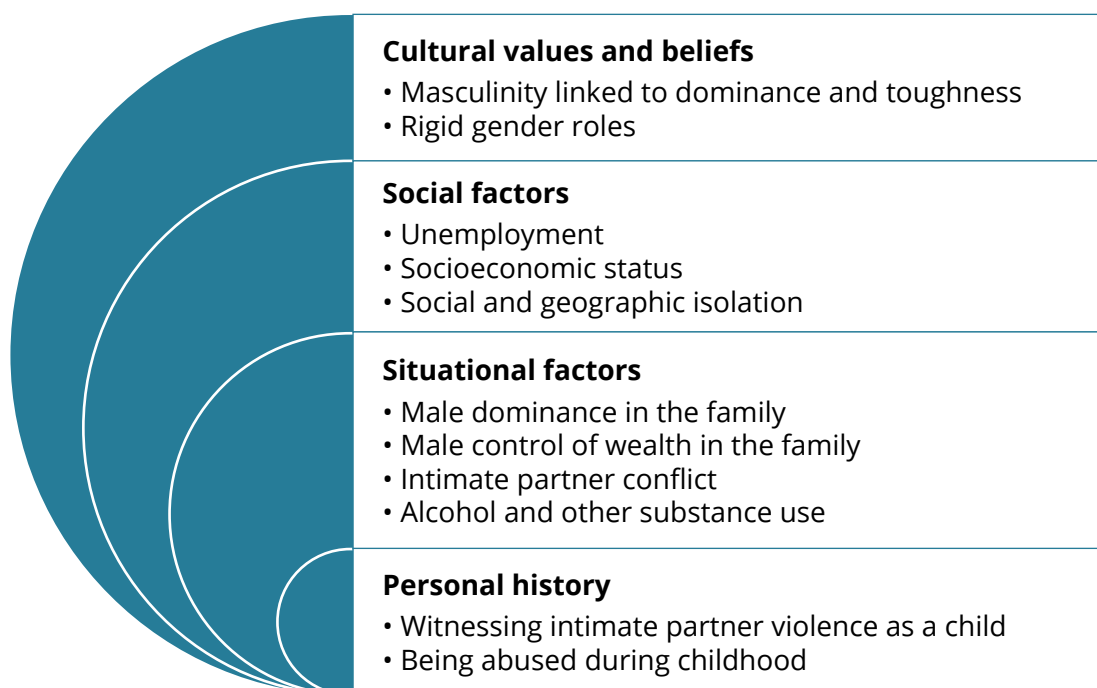 Cultural values and beliefs
• Masculinity linked to dominance and toughness
• Rigid gender roles
Social factors
• Unemployment
• Socioeconomic status
• Social and geographic isolation
Situational factors
• Male dominance in the family
• Male control of wealth in the family
• Intimate partner conflict
• Alcohol and other substance use
Personal history
• Witnessing intimate partner violence as a child
• Being abused during childhood